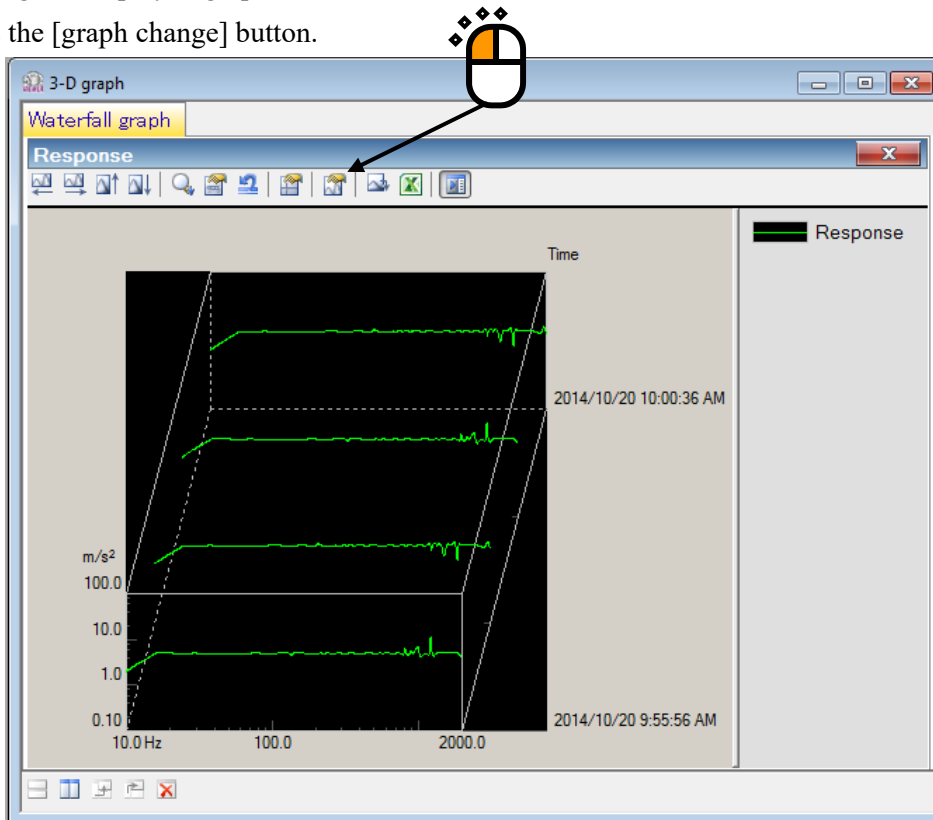 the [graph change] button.
3-D graph
Waterfall graph
Response
Response
Time
2014/10/20 10:00:36 AM
m/s²
100.0
10.0
1.0
0.10
2014/10/20 9:55:56 AM
10.0 Hz 100.0 2000.0